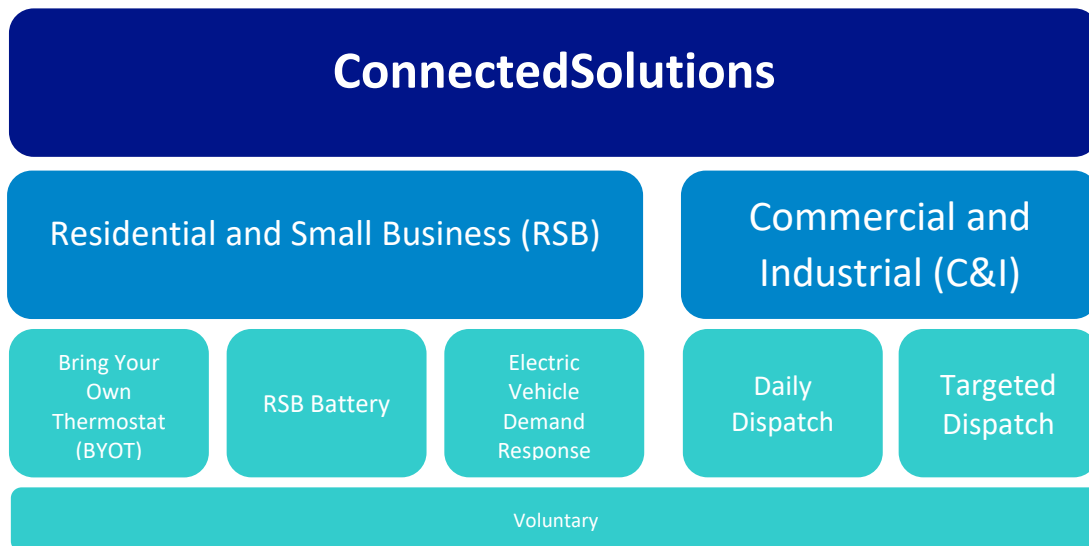 ConnectedSolutions
Residential and Small Business (RSB)
Commercial and
Industrial (C&I)
Bring Your
Own
Thermostat
(BYOT)
RSB Battery
Electric
Vehicle
Demand
Response
Daily
Dispatch
Targeted
Dispatch
Voluntary